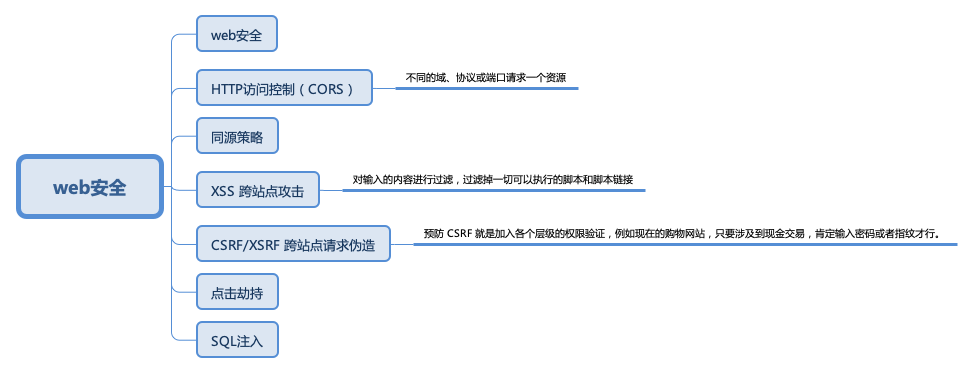 web安全
web安全
HTTP访问控制（CORS）
不同的域、协议或端口请求一个资源
同源策略
XSS 跨站点攻击
对输入的内容进行过滤，过滤掉一切可以执行的脚本和脚本链接
CSRF/XSRF 跨站点请求伪造
预防 CSRF 就是加入各个层级的权限验证，例如现在的购物网站，只要涉及到现金交易，肯定输入密码或者指纹才行。
点击劫持
SQL注入